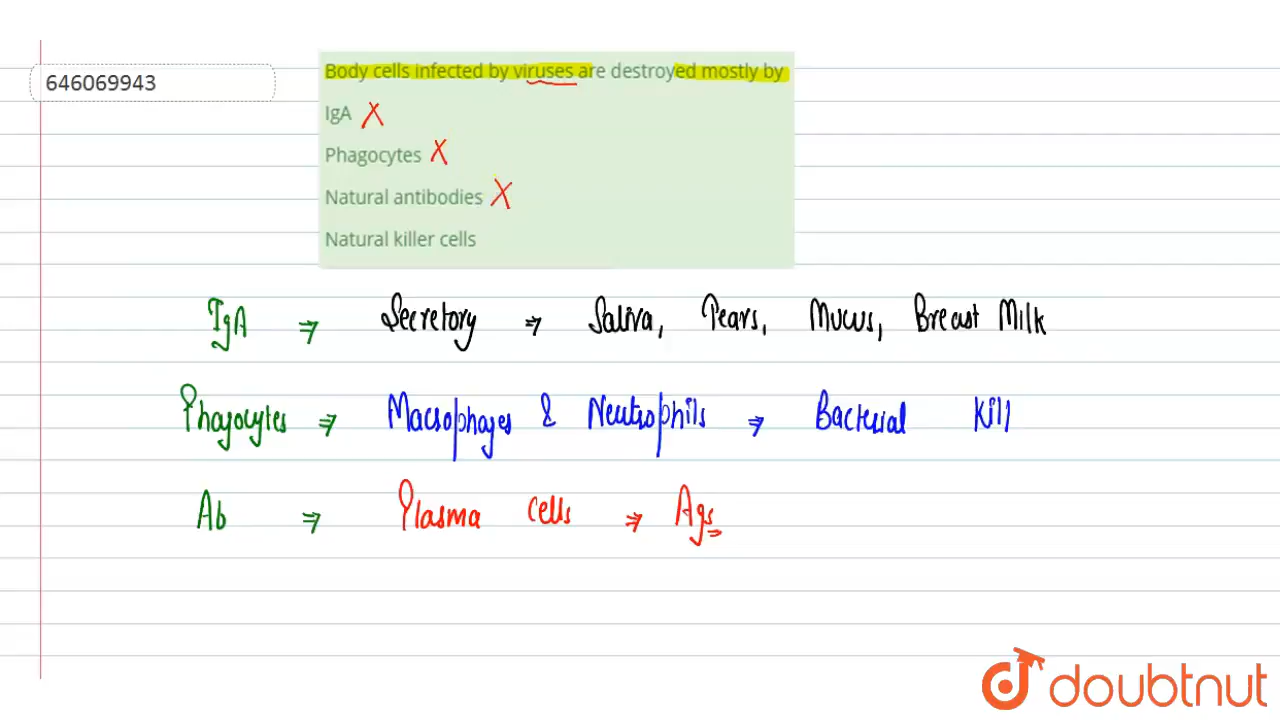 646069943
Body cells infected by viruses are destroyed mostly by
IgA X
Phagocytes X
Natural antibodies X
Natural killer cells
IgA ⇒ Secretory ⇒ Saliva, Tears, Mucus, Breast Milk
Phagocytes ⇒ Macrophages & Neutrophils ⇒ Bacterial Kill
Ab ⇒ Plasma Cells ⇒ Ags
doubtnut